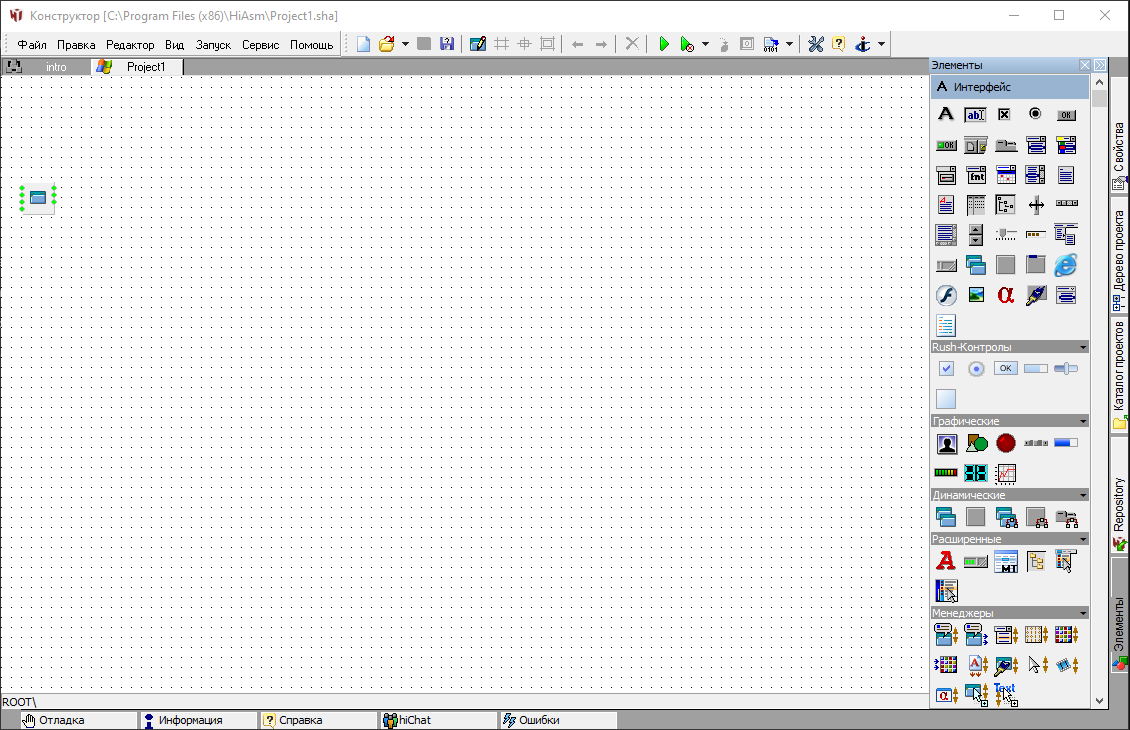 Конструктор [C:\Program Files (x86)\HiAsm\Project1.sha]
Файл Правка Редактор Вид Запуск Сервис Помощь
intro Project1
Элементы
Интерфейс
Rush-Контролы
OK
Графические
Динамические
Расширенные
Менеджеры
Свойства
Дерево проекта
Каталог проектов
Repository
Элементы
ROOT\
Отладка Информация Справка hiChat Ошибки